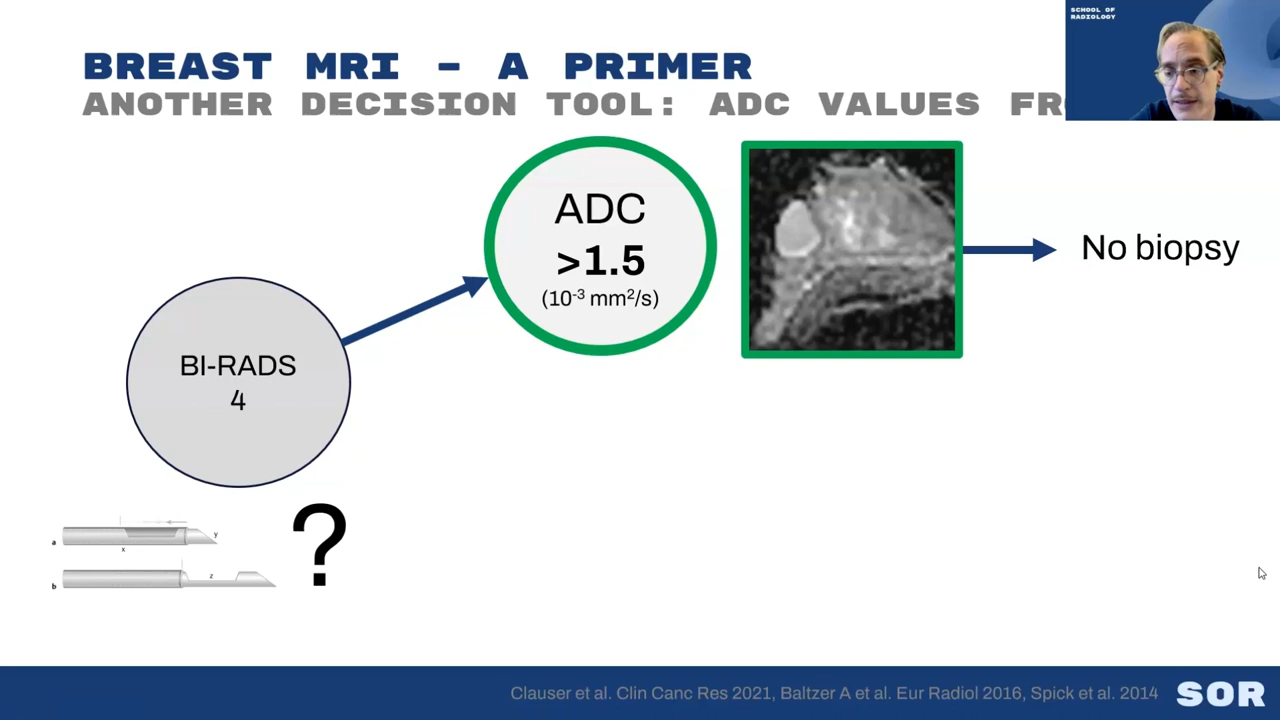 SCHOOL OF
RADIOLOGY
BREAST MRI - A PRIMER
ANOTHER DECISION TOOL: ADC VALUES
ADC
>1.5
(10⁻³ mm²/s)
No biopsy
BI-RADS
4
?
a
x
y
b
z
Clauser et al. Clin Canc Res 2021, Baltzer A et al. Eur Radiol 2016, Spick et al. 2014
SOR